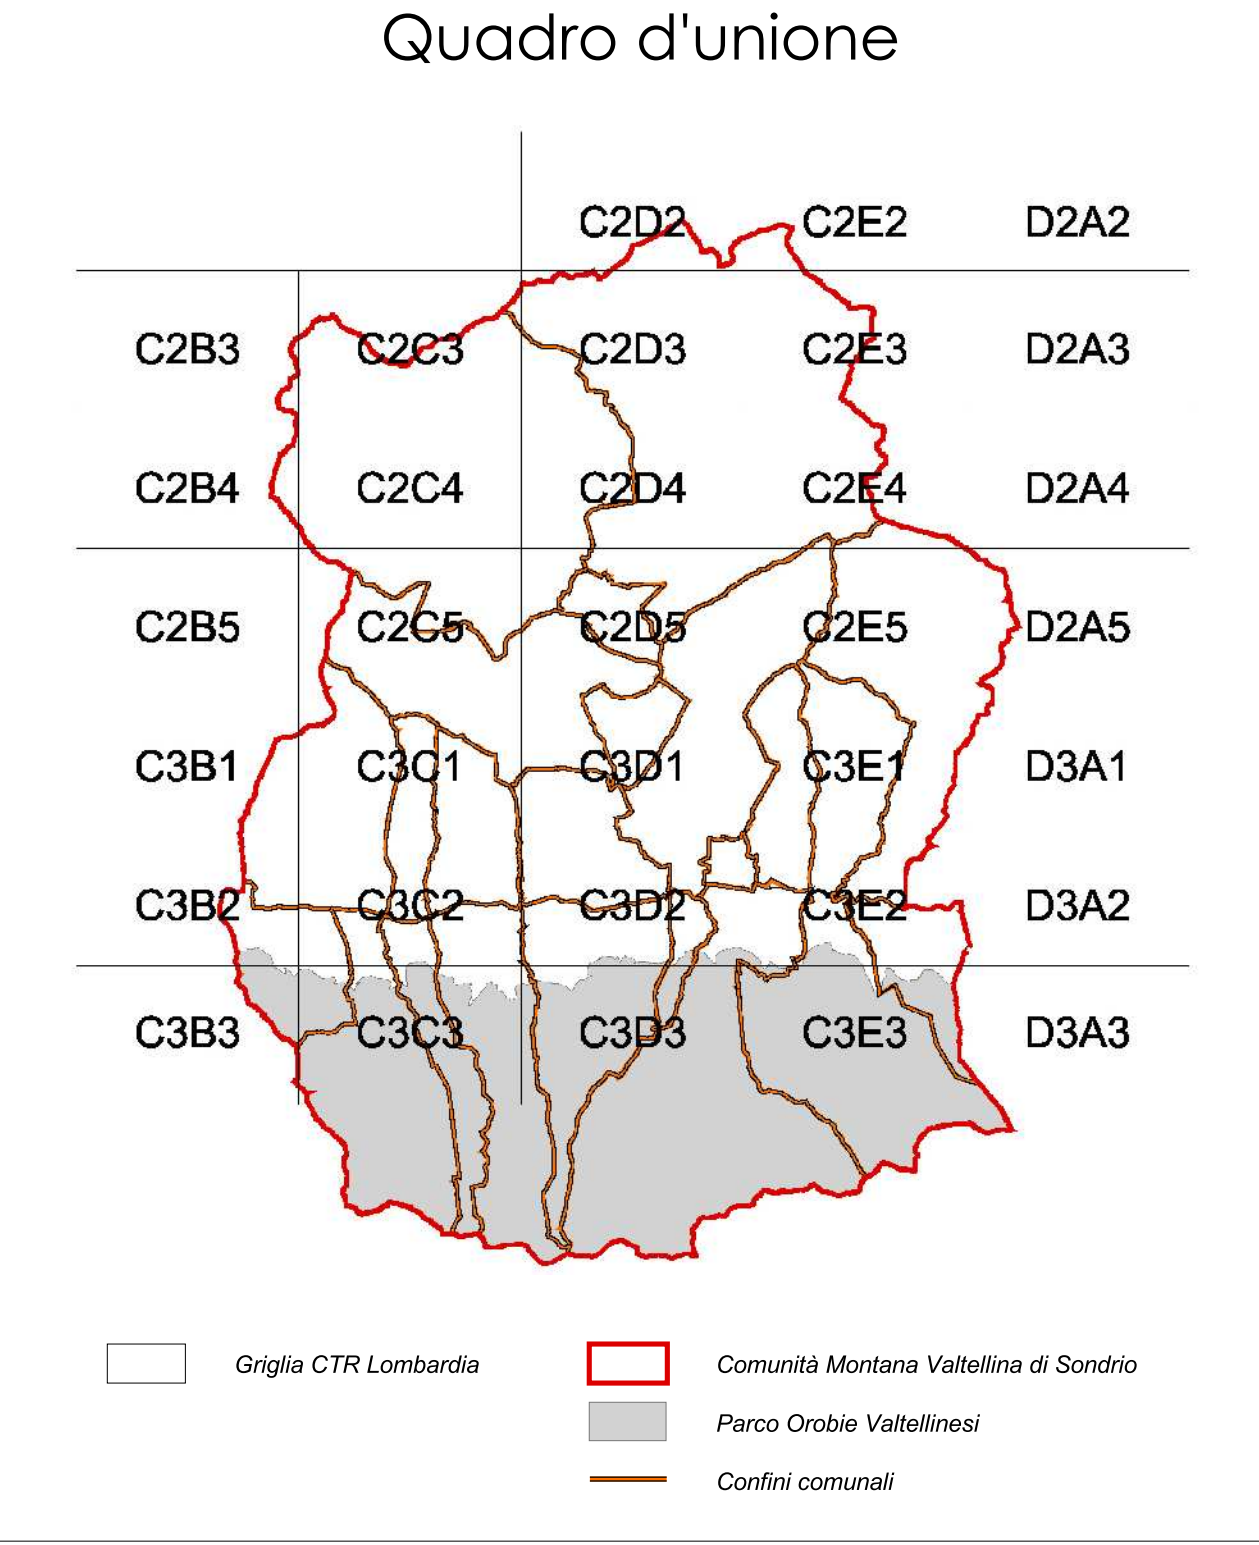 Quadro d'unione
C2D2 C2E2 D2A2
C2B3 C2C3 C2D3 C2E3 D2A3
C2B4 C2C4 C2D4 C2E4 D2A4
C2B5 C2C5 C2D5 C2E5 D2A5
C3B1 C3C1 C3D1 C3E1 D3A1
C3B2 C3C2 C3D2 C3E2 D3A2
C3B3 C3C3 C3D3 C3E3 D3A3
Griglia CTR Lombardia
Comunità Montana Valtellina di Sondrio
Parco Orobie Valtellinesi
Confini comunali